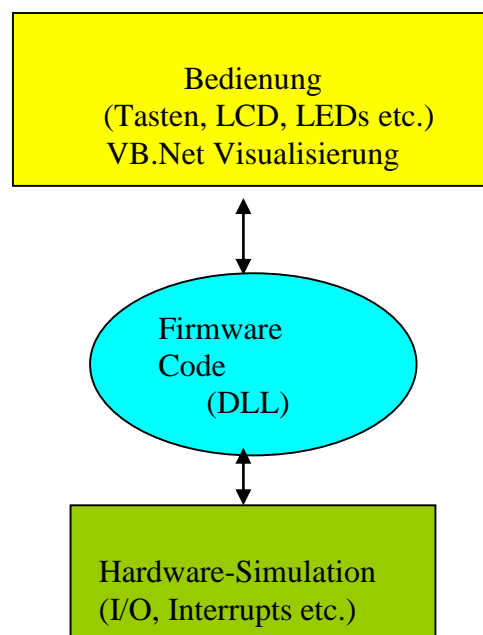 Bedienung
(Tasten, LCD, LEDs etc.)
VB.Net Visualisierung
Firmware
Code
(DLL)
Hardware-Simulation
(I/O, Interrupts etc.)